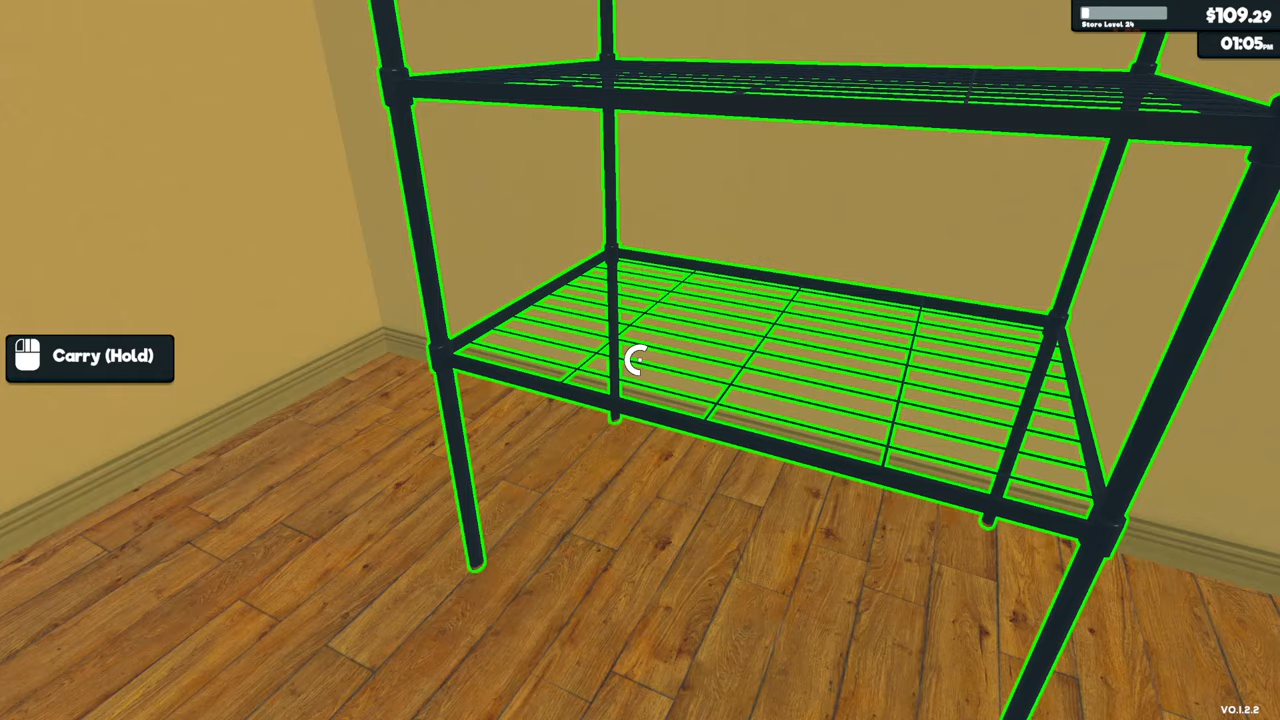 $109.29
Store Level 24
01:05PM
Carry (Hold)
V0.1.2.2